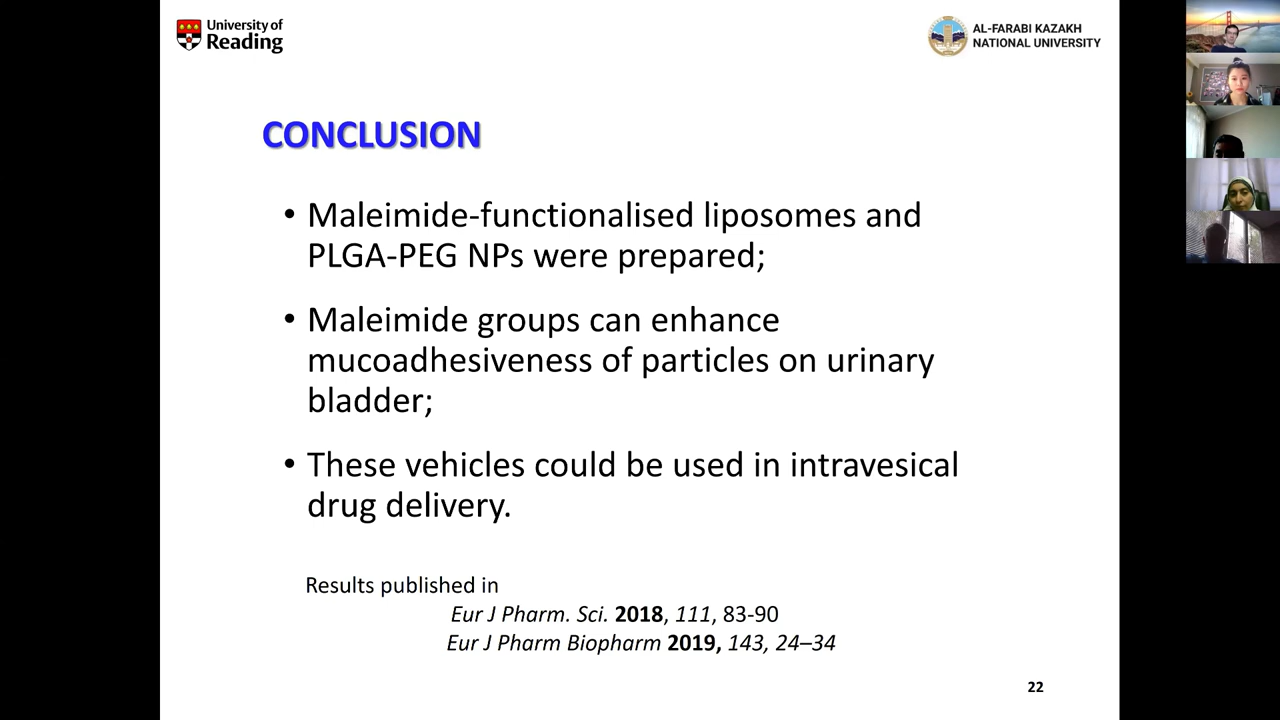 University of
Reading
AL-FARABI KAZAKH
NATIONAL UNIVERSITY
CONCLUSION
• Maleimide-functionalised liposomes and
PLGA-PEG NPs were prepared;
• Maleimide groups can enhance
mucoadhesiveness of particles on urinary
bladder;
• These vehicles could be used in intravesical
drug delivery.
Results published in
Eur J Pharm. Sci. 2018, 111, 83-90
Eur J Pharm Biopharm 2019, 143, 24–34
22